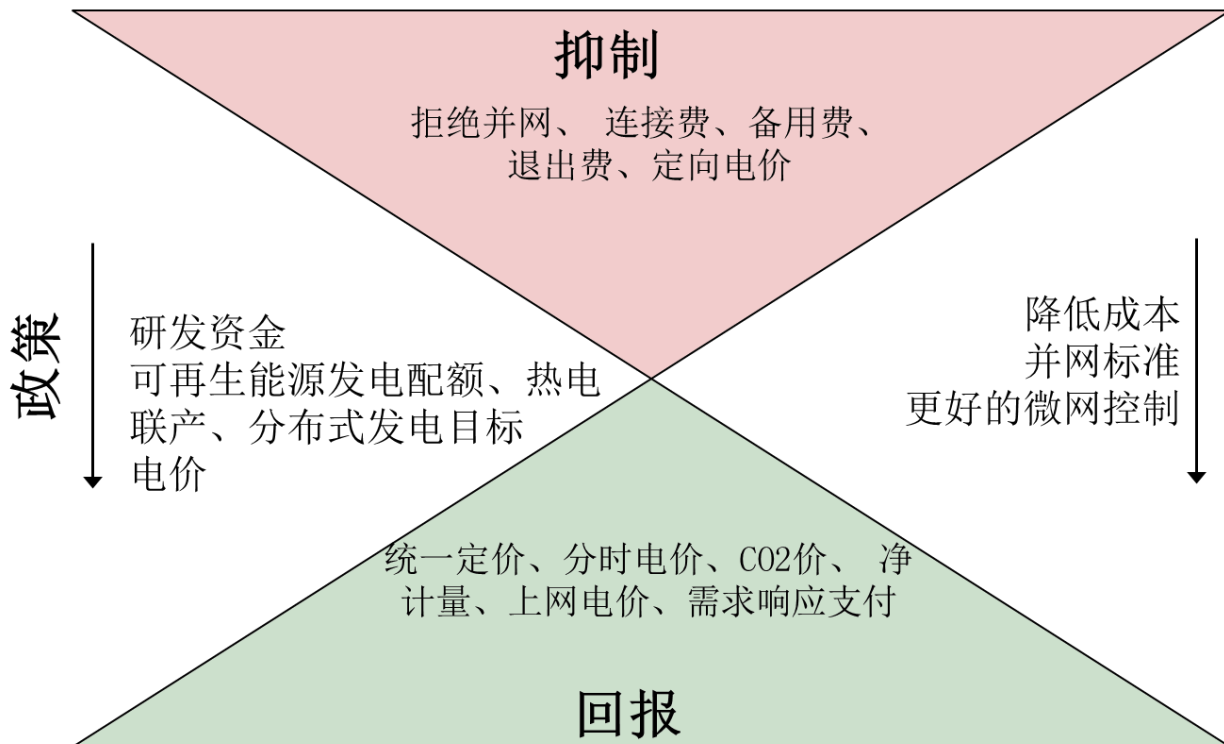 抑制
拒绝并网、 连接费、备用费、
退出费、定向电价
政策
研发资金
可再生能源发电配额、热电
联产、分布式发电目标
电价
降低成本
并网标准
更好的微网控制
统一定价、分时电价、CO2价、 净
计量、上网电价、需求响应支付
回报